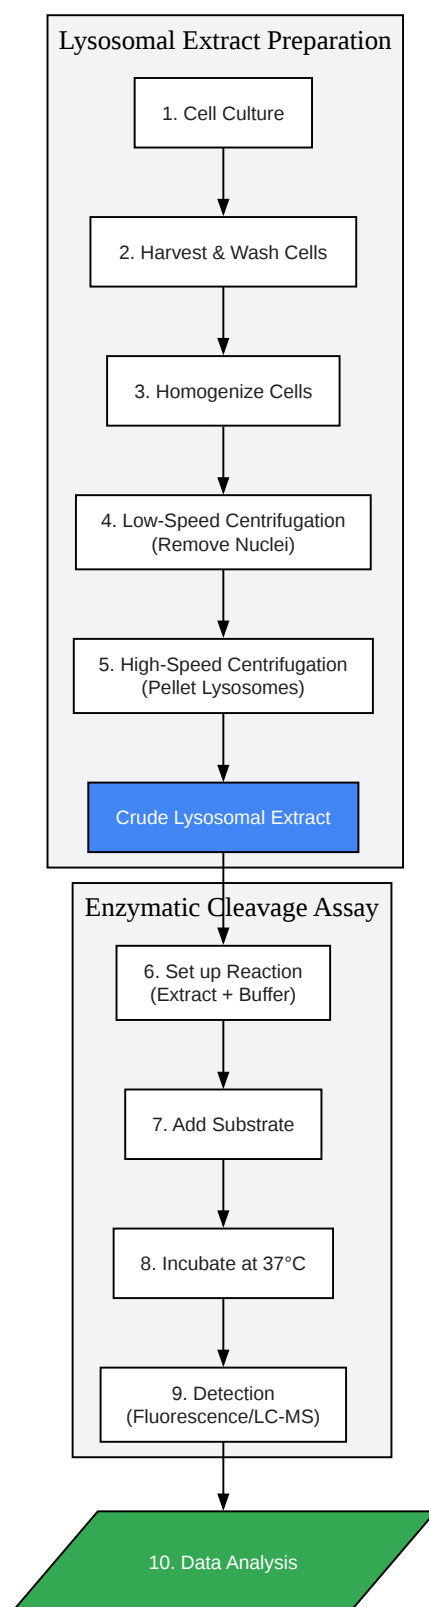 Lysosomal Extract Preparation
1. Cell Culture
2. Harvest & Wash Cells
3. Homogenize Cells
4. Low-Speed Centrifugation
(Remove Nuclei)
5. High-Speed Centrifugation
(Pellet Lysosomes)
Crude Lysosomal Extract
Enzymatic Cleavage Assay
6. Set up Reaction
(Extract + Buffer)
7. Add Substrate
8. Incubate at 37°C
9. Detection
(Fluorescence/LC-MS)
10. Data Analysis